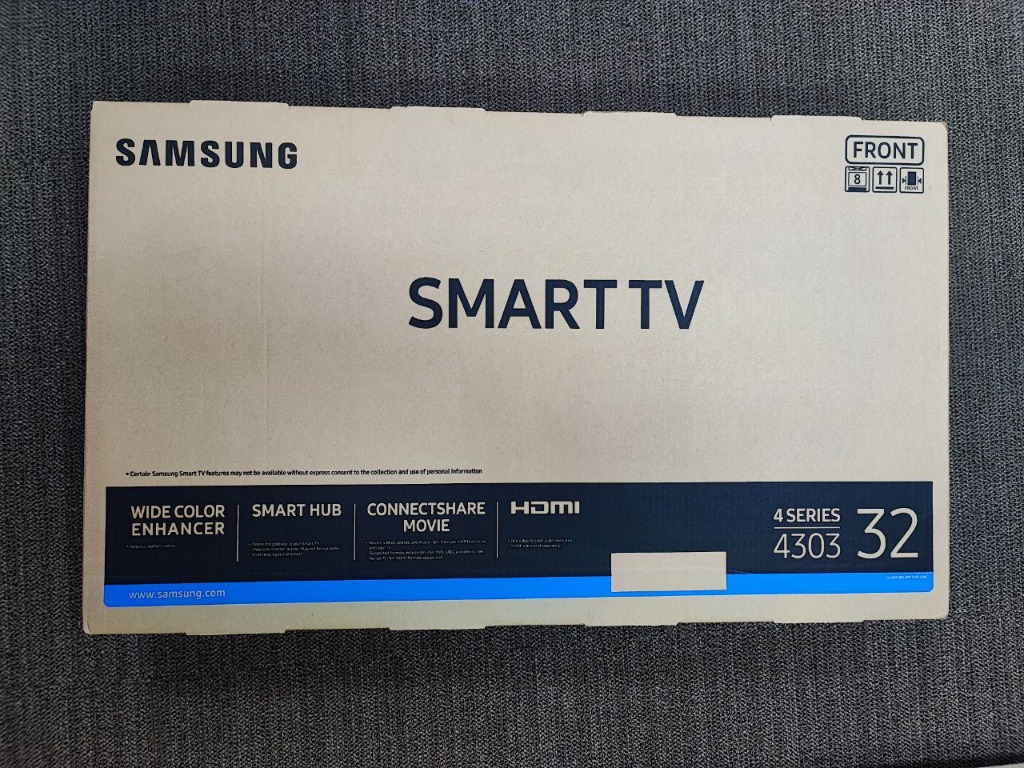 SAMSUNG
FRONT
8
FRONT
SMART TV
• Certain Samsung Smart TV features may not be available without express consent to the collection and use of personal information
WIDE COLOR
ENHANCER
SMART HUB
CONNECTSHARE
MOVIE
HDMI
4 SERIES
4303
32
www.samsung.com